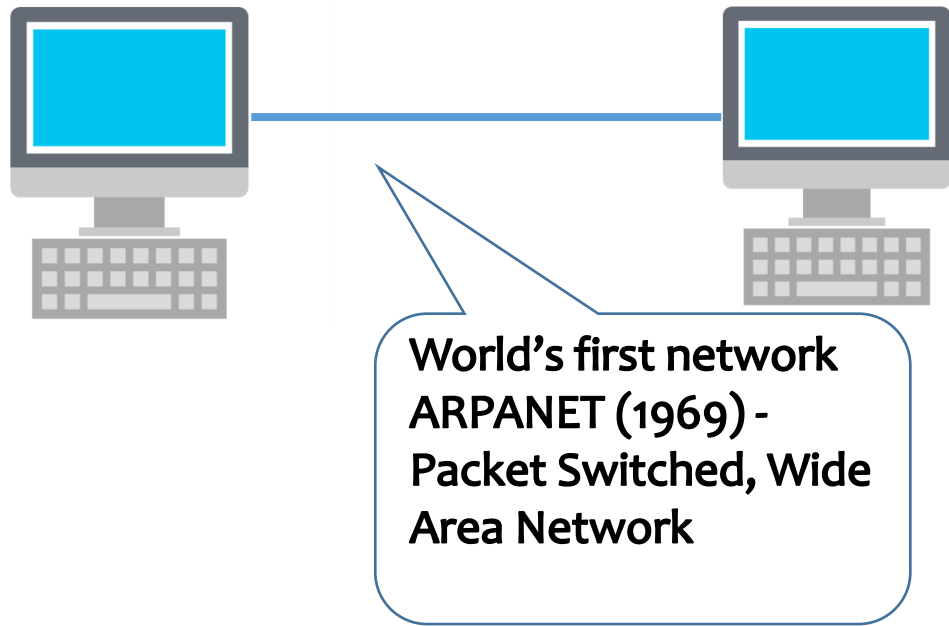 World’s first network
ARPANET (1969) -
Packet Switched, Wide
Area Network